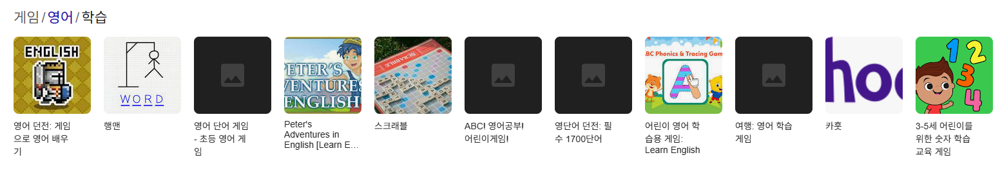 게임/영어/학습
ENGLISH
WORD
PETER'S
VENTURES
ENGLISH
SCRABBLE
ABC Phonics & Tracing Gam
A
hoo
1
2
3
4
영어 던전: 게임
으로 영어 배우
기
행맨
영어 단어 게임
- 초등 영어 게
임
Peter's
Adventures in
English [Learn E…
스크래블
ABC! 영어공부!
어린이게임!
영단어 던전: 필
수 1700단어
어린이 영어 학
습용 게임:
Learn English
여행: 영어 학습
게임
카훗
3-5세 어린이를
위한 숫자 학습
교육 게임